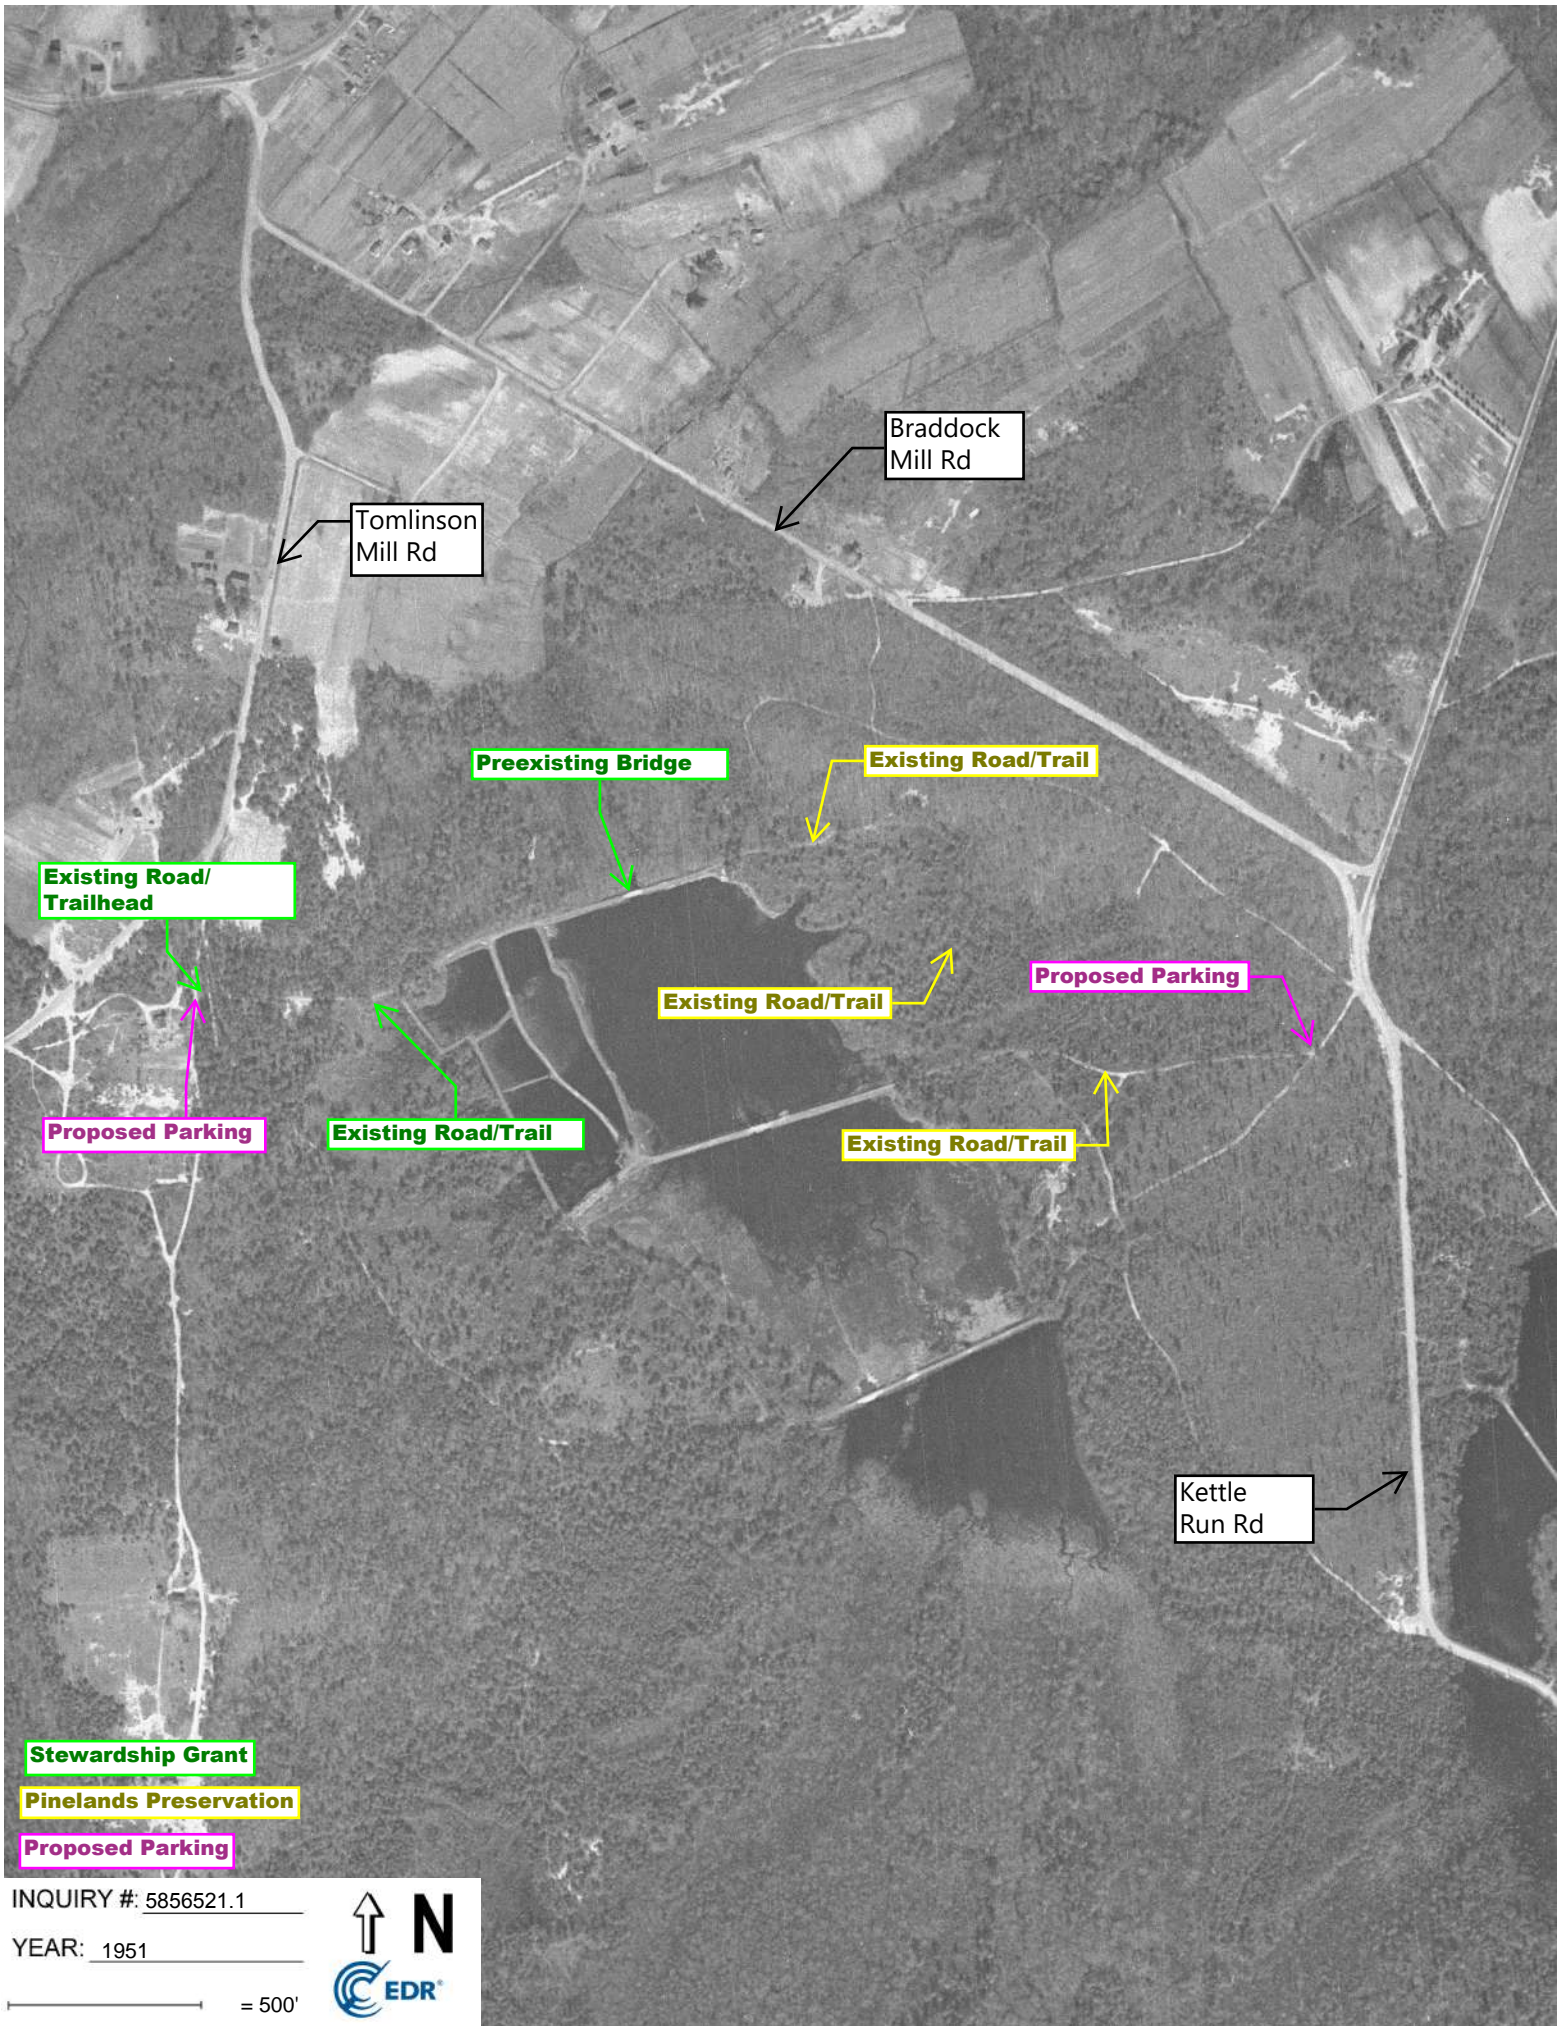 Braddock
Mill Rd
Tomlinson
Mill Rd
Preexisting Bridge
Existing Road/Trail
Existing Road/
Trailhead
Existing Road/Trail
Proposed Parking
Proposed Parking
Existing Road/Trail
Existing Road/Trail
Kettle
Run Rd
Stewardship Grant
Pinelands Preservation
Proposed Parking
INQUIRY #: 5856521.1
YEAR: 1951
= 500'
N
EDR®